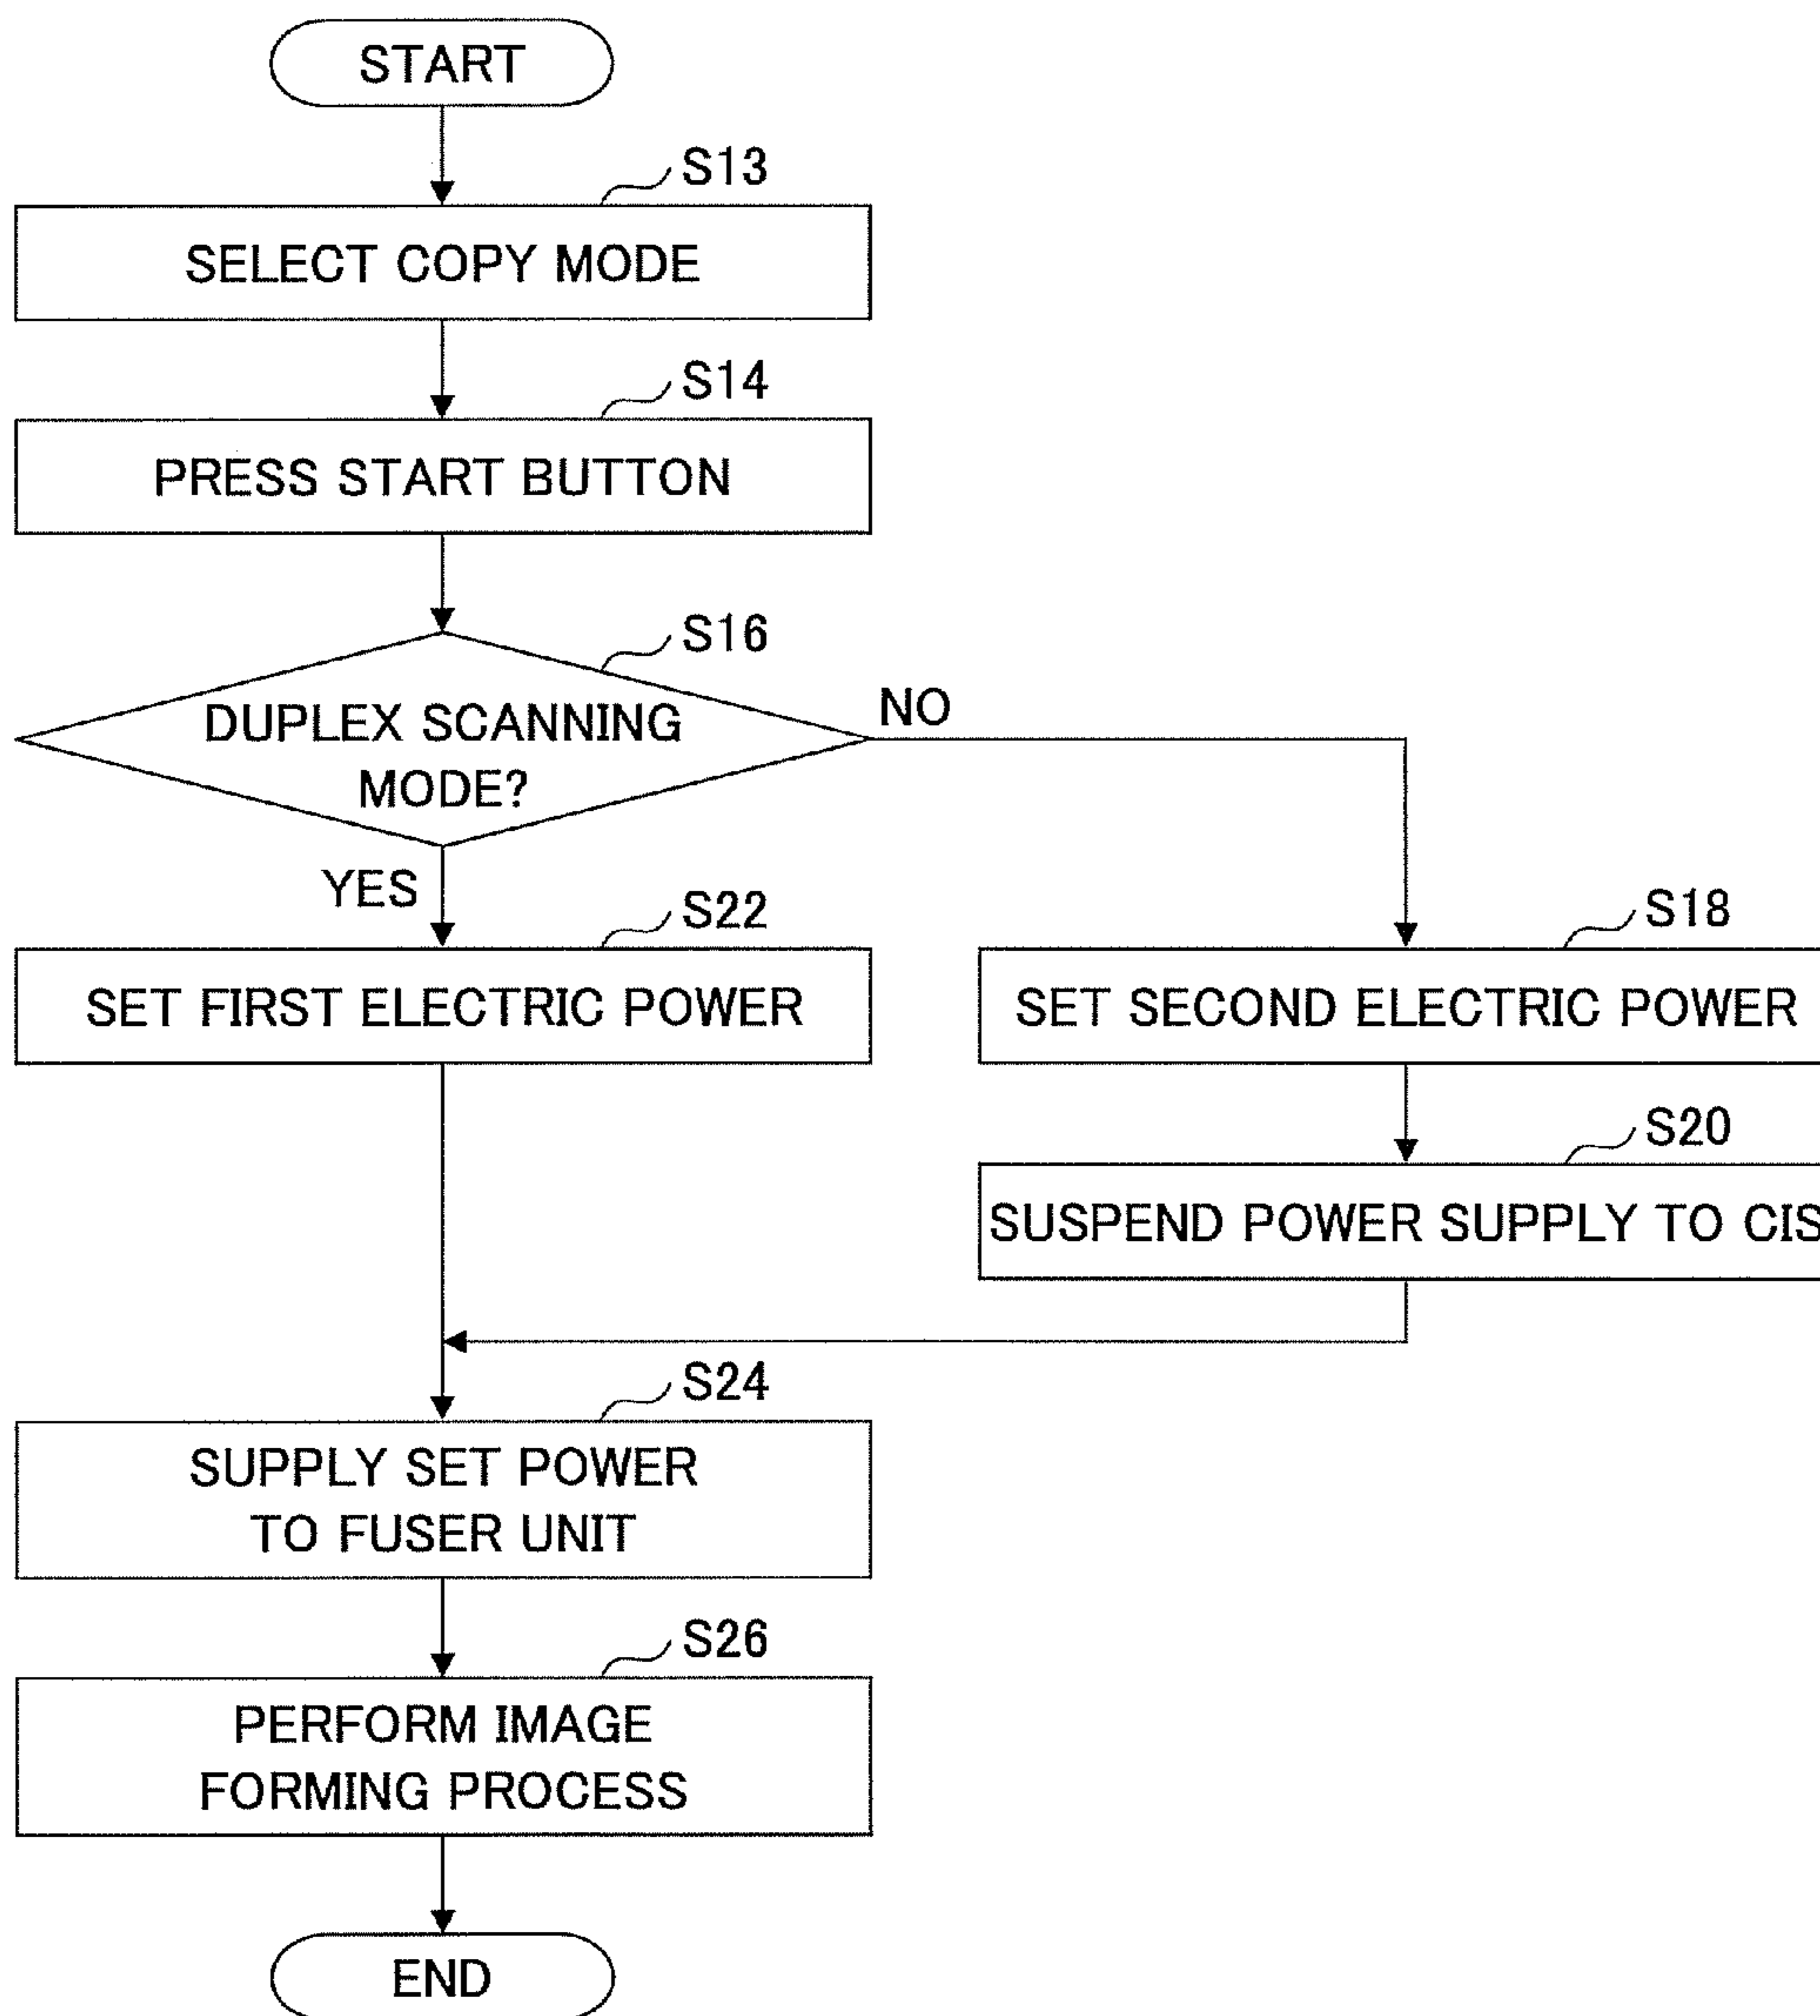 START
S13
SELECT COPY MODE
S14
PRESS START BUTTON
S16
DUPLEX SCANNING
MODE?
NO
YES
S22
SET FIRST ELECTRIC POWER
S18
SET SECOND ELECTRIC POWER
S20
SUSPEND POWER SUPPLY TO CIS
S24
SUPPLY SET POWER
TO FUSER UNIT
S26
PERFORM IMAGE
FORMING PROCESS
END